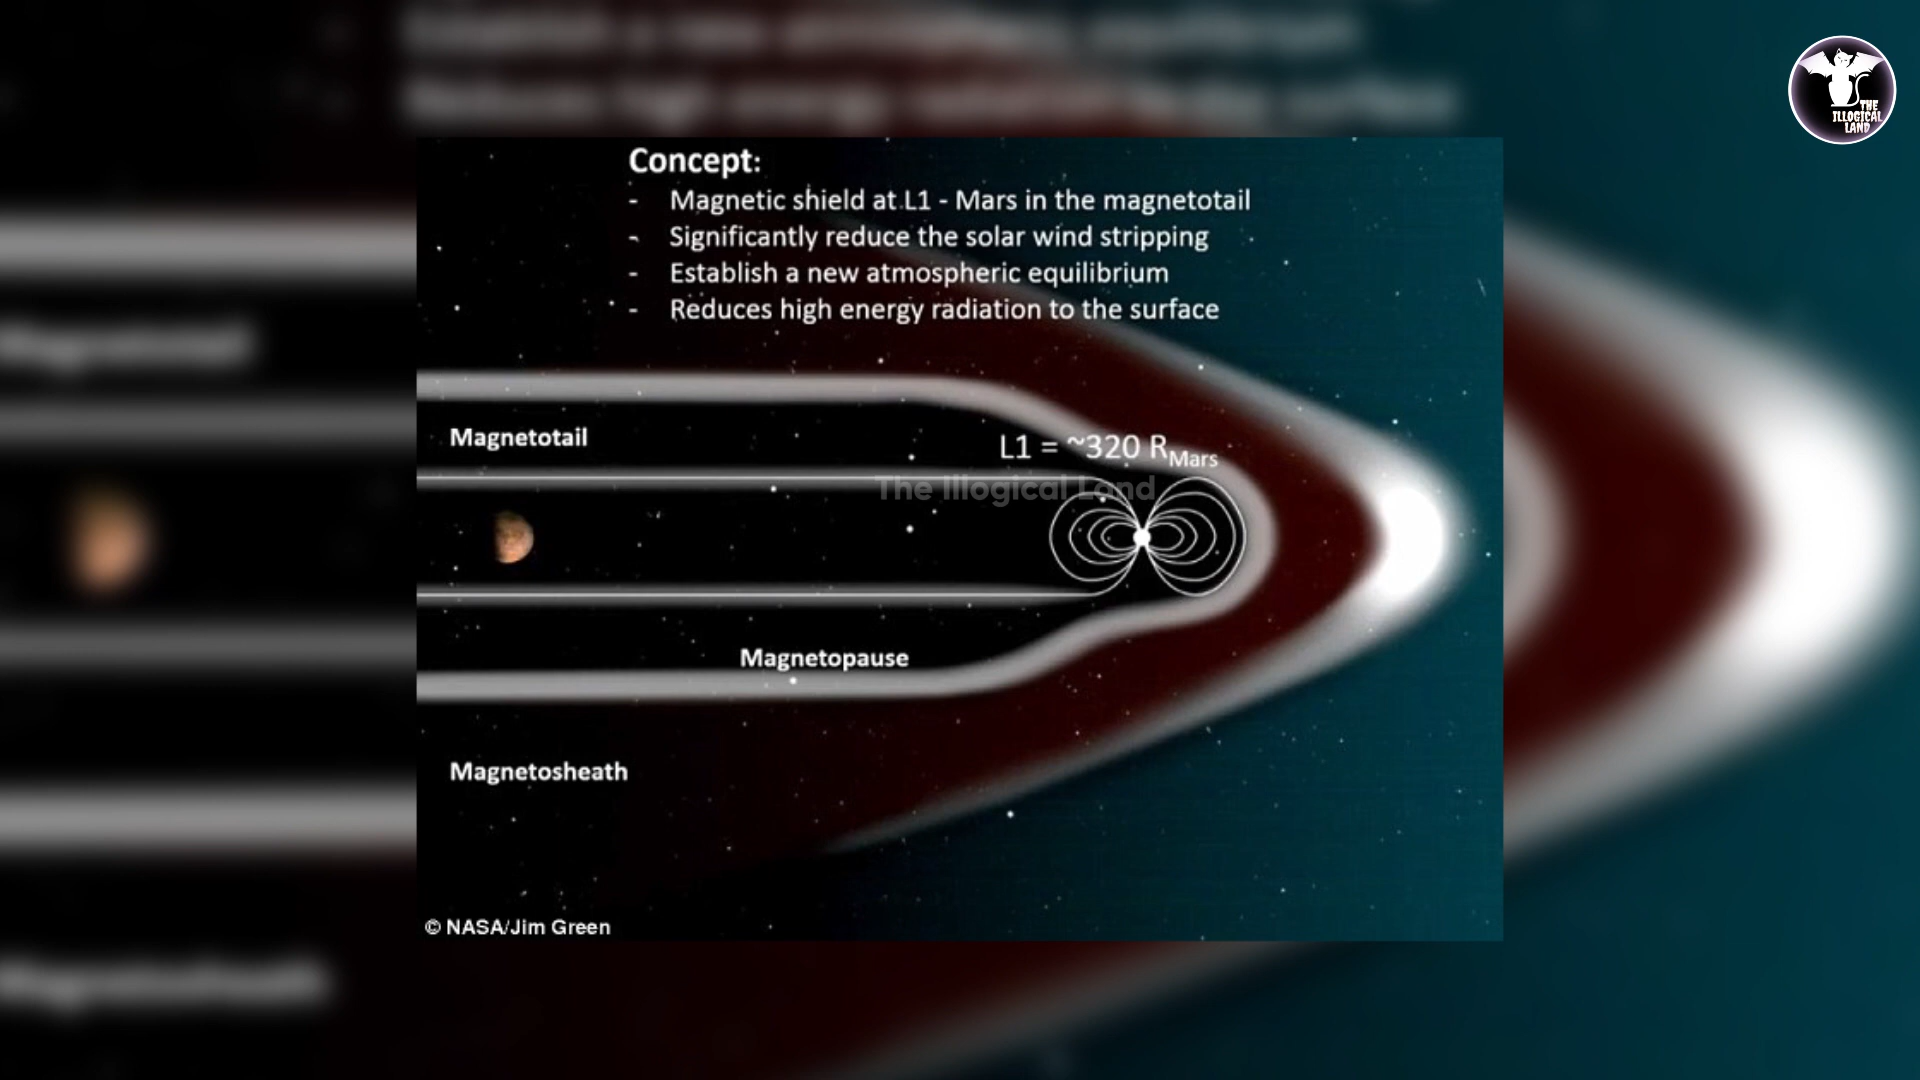 THE
ILLOGICAL
LAND
Concept:
- Magnetic shield at L1 - Mars in the magnetotail
- Significantly reduce the solar wind stripping
- Establish a new atmospheric equilibrium
- Reduces high energy radiation to the surface
Magnetotail
L1 = ~320 RMars
The Illogical Land
Magnetopause
Magnetosheath
© NASA/Jim Green